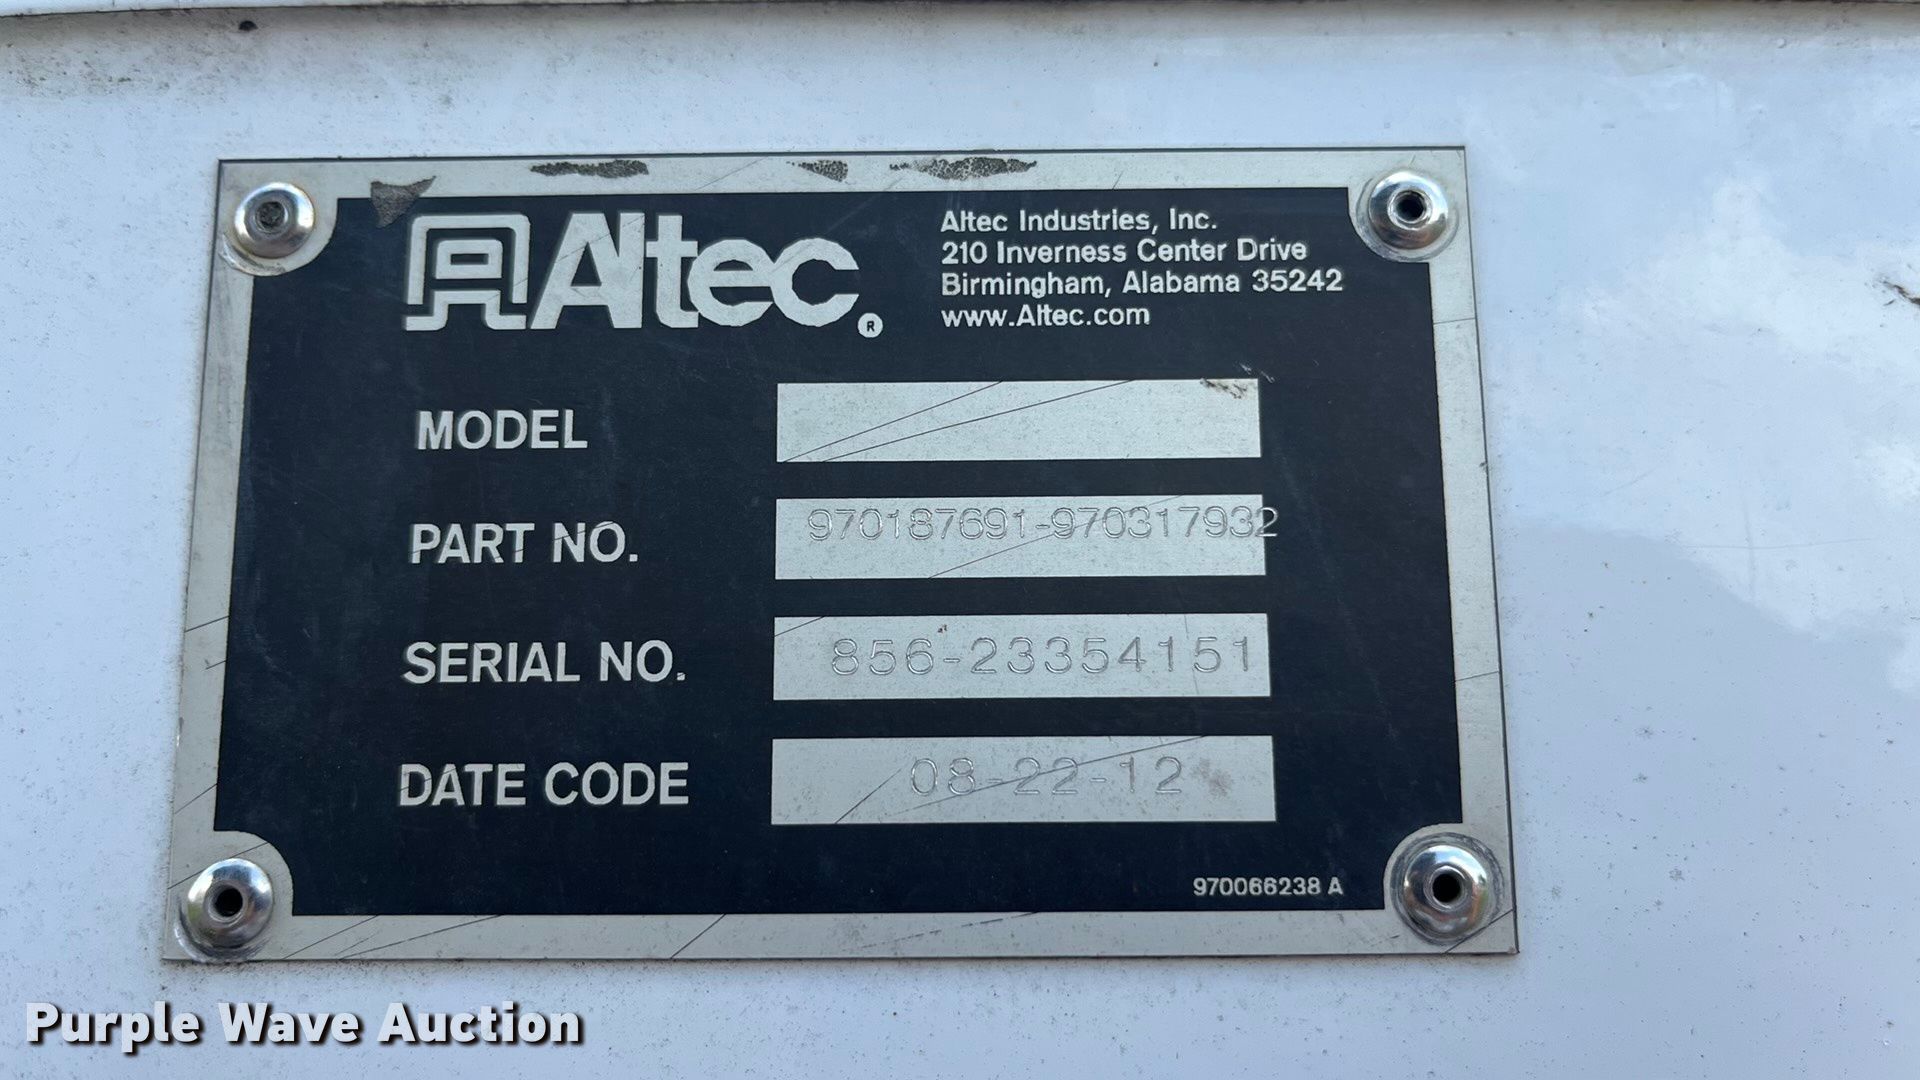 Altec®
Altec Industries, Inc.
210 Inverness Center Drive
Birmingham, Alabama 35242
www.Altec.com
MODEL
PART NO. 970187691-970317932
SERIAL NO. 856-23354151
DATE CODE 08-22-12
970066238 A
Purple Wave Auction